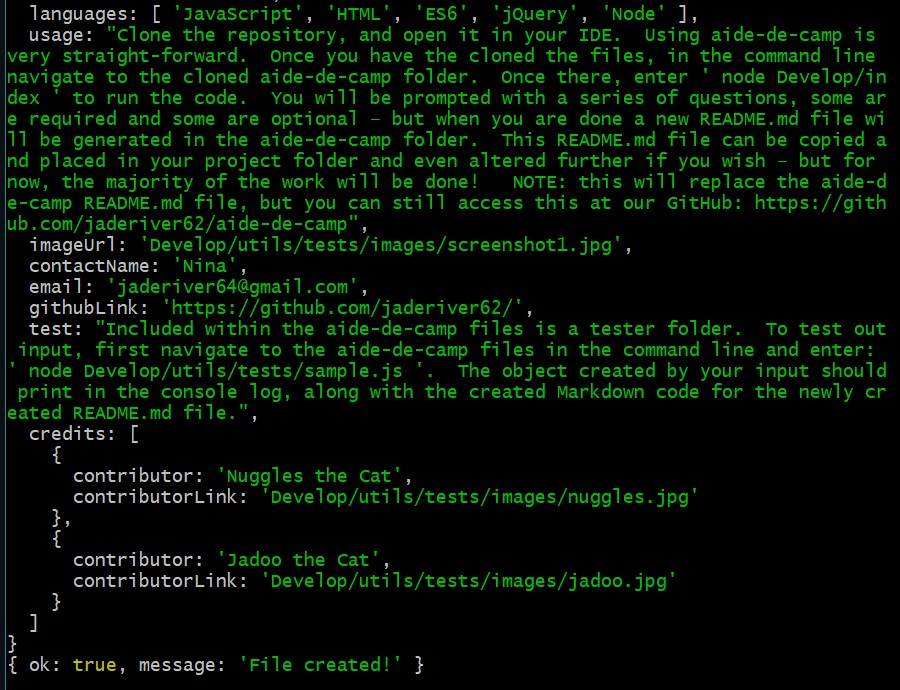 languages: [ 'JavaScript', 'HTML', 'ES6', 'jQuery', 'Node' ],
usage: "Clone the repository, and open it in your IDE.  Using aide-de-camp is
very straight-forward.  Once you have the cloned the files, in the command line
navigate to the cloned aide-de-camp folder.  Once there, enter ' node Develop/in
dex ' to run the code.  You will be prompted with a series of questions, some ar
e required and some are optional – but when you are done a new README.md file wi
ll be generated in the aide-de-camp folder.  This README.md file can be copied a
nd placed in your project folder and even altered further if you wish – but for
now, the majority of the work will be done!   NOTE: this will replace the aide-d
e-camp README.md file, but you can still access this at our GitHub: https://gith
ub.com/jaderiver62/aide-de-camp",
imageUrl: 'Develop/utils/tests/images/screenshot1.jpg',
contactName: 'Nina',
email: 'jaderiver64@gmail.com',
githubLink: 'https://github.com/jaderiver62/',
test: "Included within the aide-de-camp files is a tester folder.  To test out
 input, first navigate to the aide-de-camp files in the command line and enter:
' node Develop/utils/tests/sample.js '.  The object created by your input should
 print in the console log, along with the created Markdown code for the newly cr
eated README.md file.",
credits: [
{
contributor: 'Nuggles the Cat',
contributorLink: 'Develop/utils/tests/images/nuggles.jpg'
},
{
contributor: 'Jadoo the Cat',
contributorLink: 'Develop/utils/tests/images/jadoo.jpg'
}
]
}
{ ok: true, message: 'File created!' }